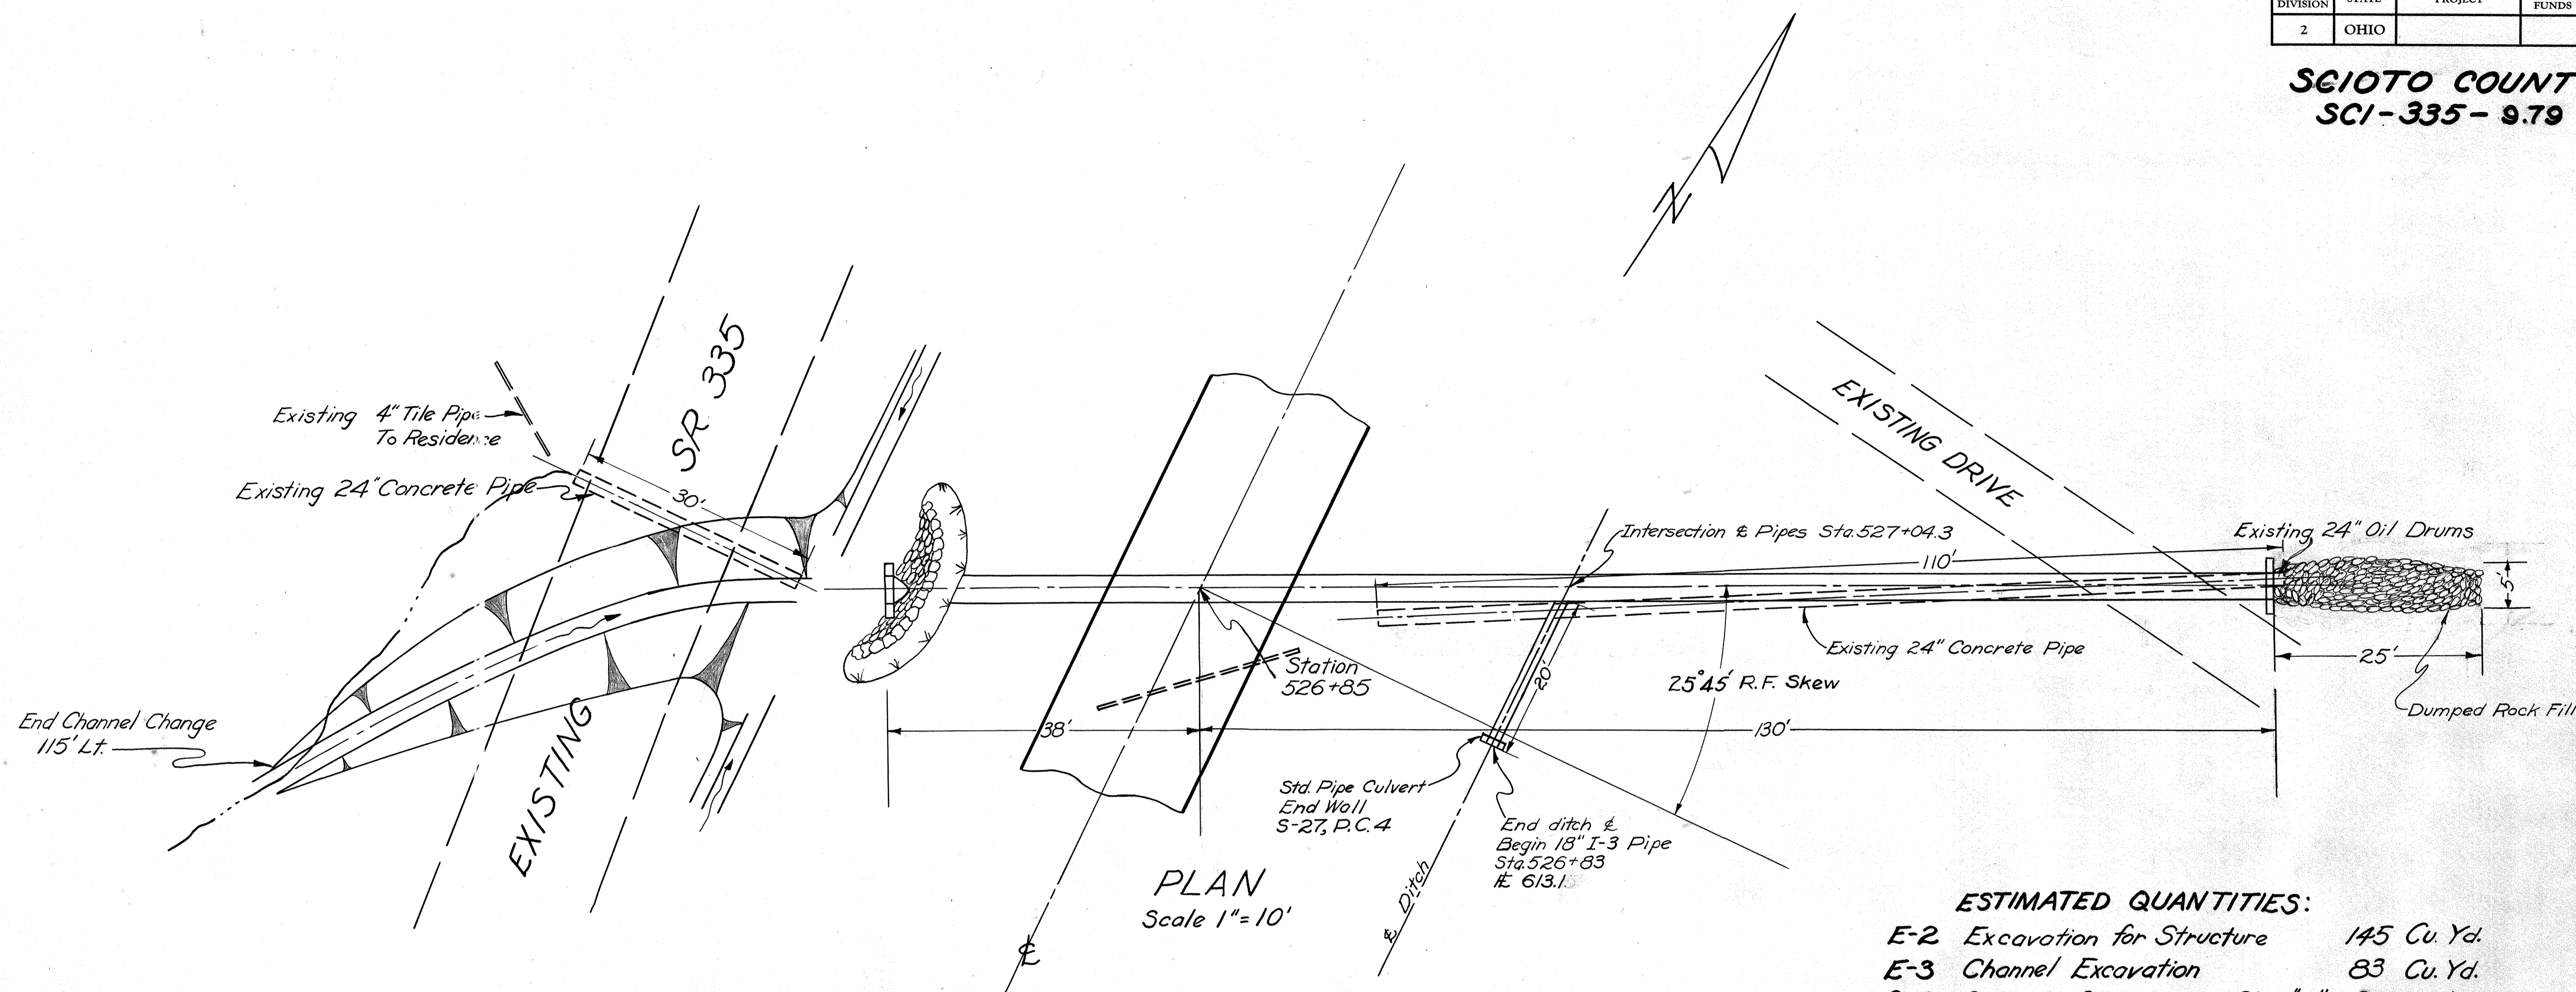 DIVISION STATE PROJECT FUNDS
2 OHIO
SCIOTO COUNT
SCI-335-9.79
N
Existing 4" Tile Pipe
To Residence
Existing 24" Concrete Pipe
30'
SR 335
EXISTING
End Channel Change
115' Lt.
EXISTING DRIVE
Intersection ℄ Pipes Sta. 527+04.3
110'
Existing 24" Oil Drums
5'
25'
Dumped Rock Fill
Existing 24" Concrete Pipe
25°45' R.F. Skew
20'
Station
526+85
38'
130'
Std. Pipe Culvert
End Wall
S-27, P.C. 4
End ditch ℄
Begin 18" I-3 Pipe
Sta. 526+83
613.1
℄ Ditch
℄
PLAN
Scale 1"=10'
ESTIMATED QUANTITIES:
E-2 Excavation for Structure 145 Cu. Yd.
E-3 Channel Excavation 83 Cu. Yd.